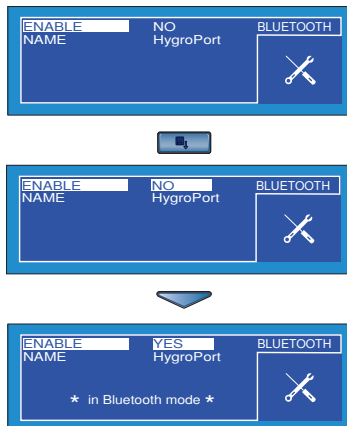 ENABLE NO BLUETOOTH
NAME HygroPort
ENABLE NO BLUETOOTH
NAME HygroPort
ENABLE YES BLUETOOTH
NAME HygroPort
* in Bluetooth mode *